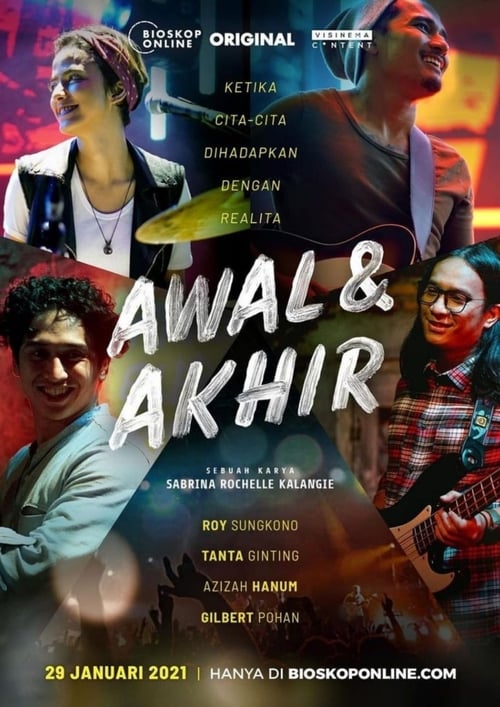 BIOSKOP
ONLINE
ORIGINAL
VISINEMA
C*NTENT
KETIKA
CITA-CITA
DIHADAPKAN
DENGAN
REALITA
AWAL &
AKHIR
SEBUAH KARYA
SABRINA ROCHELLE KALANGIE
ROY SUNGKONO
TANTA GINTING
AZIZAH HANUM
GILBERT POHAN
29 JANUARI 2021 | HANYA DI BIOSKOPONLINE.COM